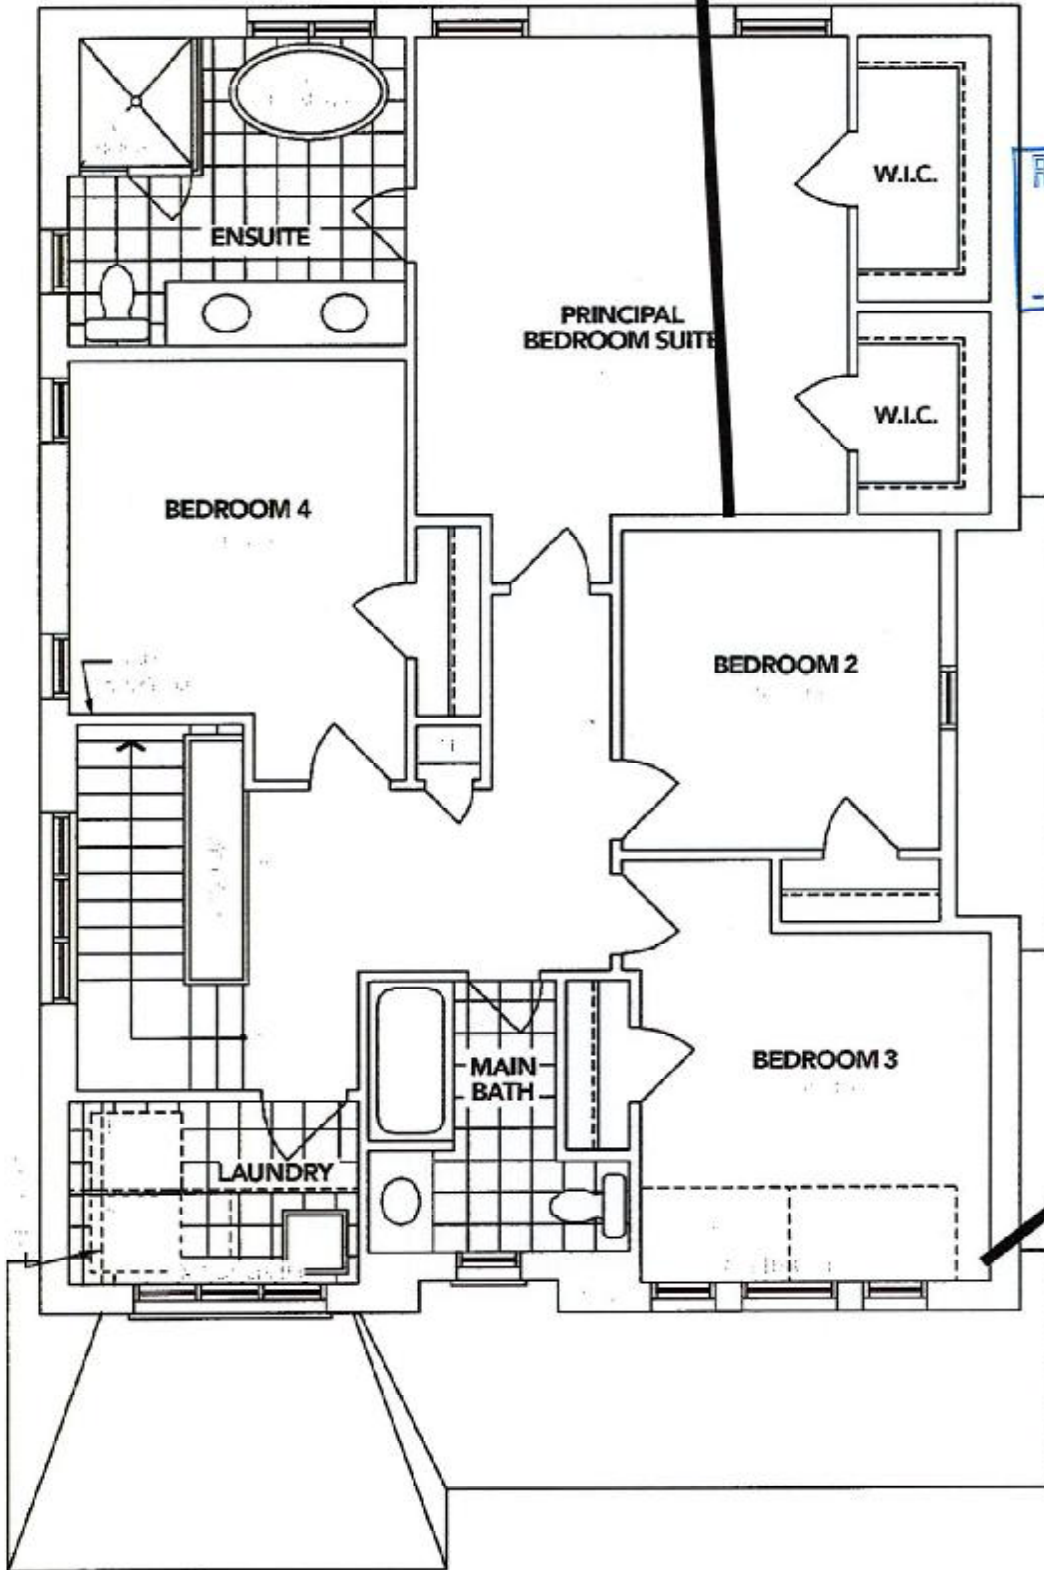 ENSUITE
W.I.C.
PRINCIPAL
BEDROOM SUITE
W.I.C.
BEDROOM 4
BEDROOM 2
MAIN
BATH
BEDROOM 3
LAUNDRY